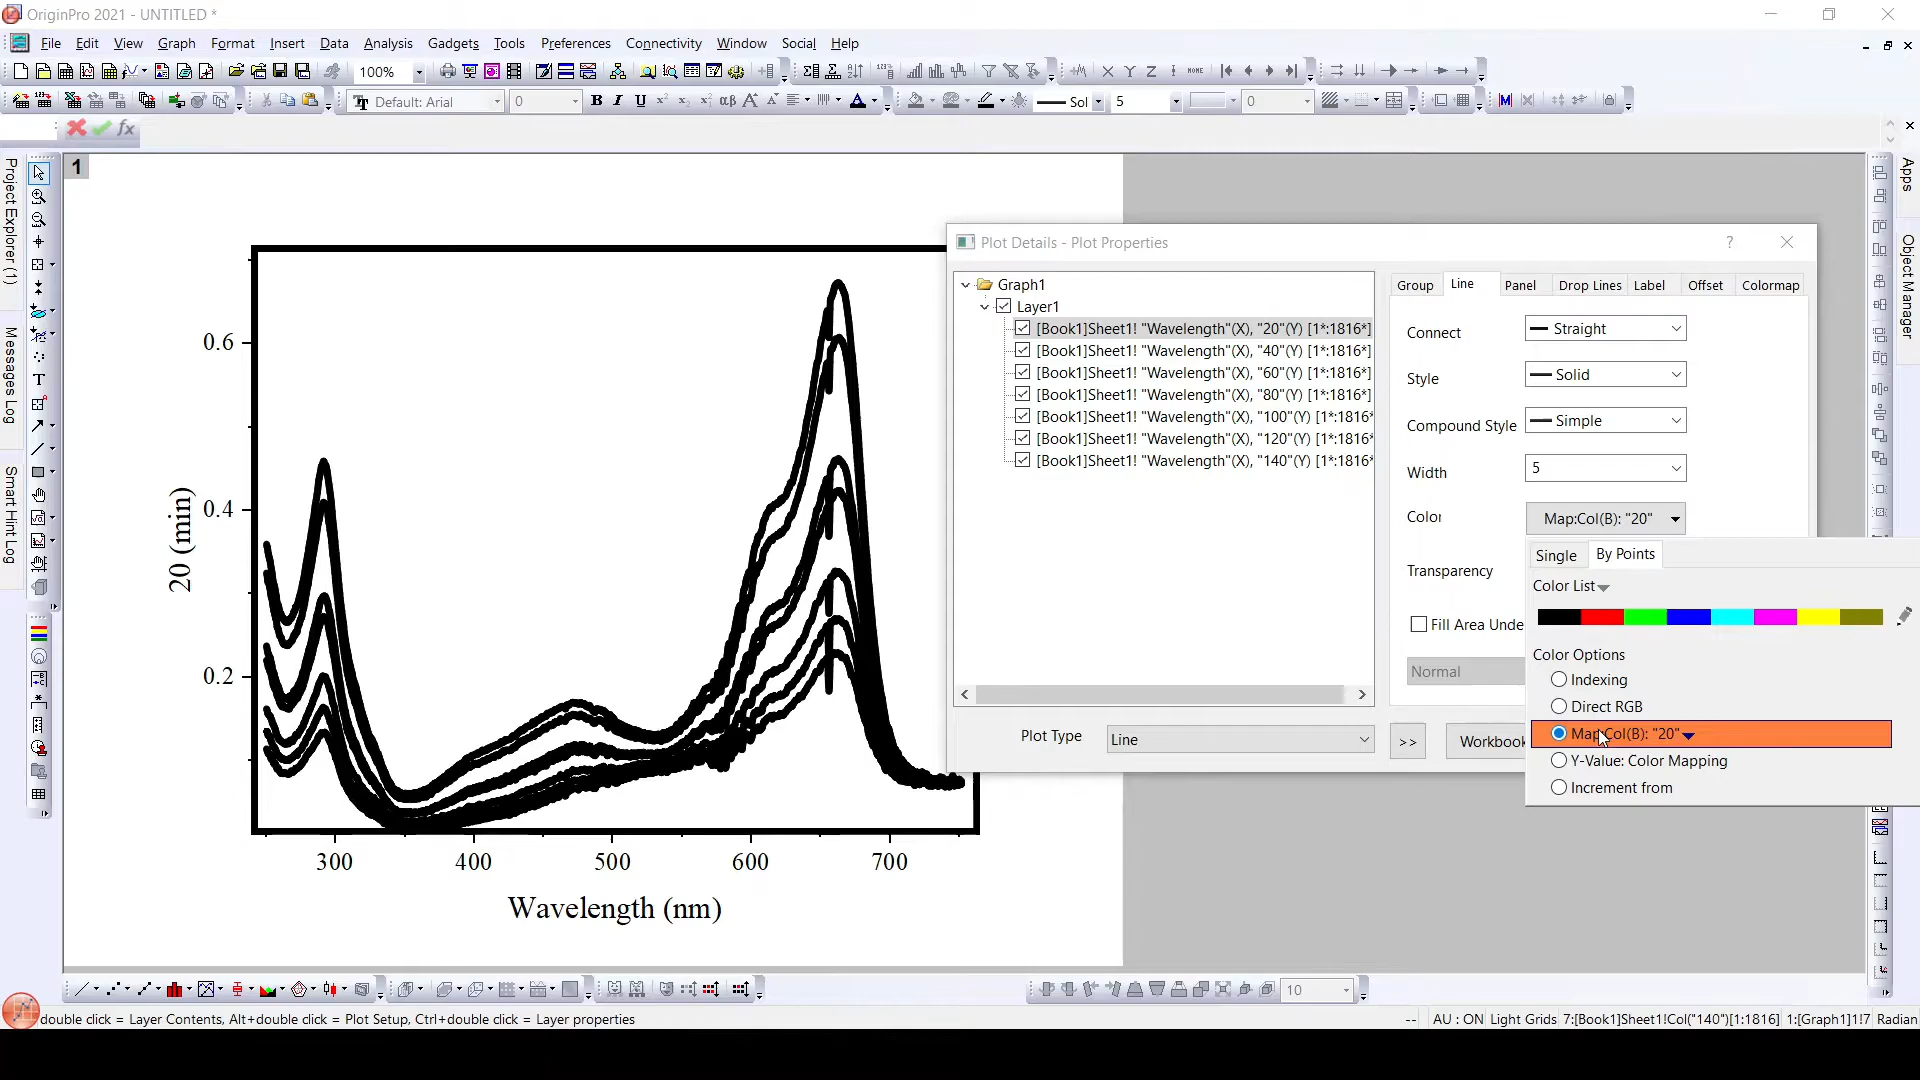 OriginPro 2021 - UNTITLED *
File Edit View Graph Format Insert Data Analysis Gadgets Tools Preferences Connectivity Window Social Help
100%
Default: Arial 0 B I U Sol 5 0
fx
1
Project Explorer (1)
Messages Log
Smart Hint Log
Apps
Object Manager
0.6
0.4
0.2
20 (min)
300 400 500 600 700
Wavelength (nm)
Plot Details - Plot Properties
Graph1
Layer1
[Book1]Sheet1! "Wavelength"(X), "20"(Y) [1*:1816*]
[Book1]Sheet1! "Wavelength"(X), "40"(Y) [1*:1816*]
[Book1]Sheet1! "Wavelength"(X), "60"(Y) [1*:1816*]
[Book1]Sheet1! "Wavelength"(X), "80"(Y) [1*:1816*]
[Book1]Sheet1! "Wavelength"(X), "100"(Y) [1*:1816*
[Book1]Sheet1! "Wavelength"(X), "120"(Y) [1*:1816*
[Book1]Sheet1! "Wavelength"(X), "140"(Y) [1*:1816*
Plot Type Line
>>
Workbook
Group Line Panel Drop Lines Label Offset Colormap
Connect Straight
Style Solid
Compound Style Simple
Width 5
Color Map:Col(B): "20"
Transparency
Fill Area Unde
Normal
Single By Points
Color List
Color Options
Indexing
Direct RGB
Map:Col(B): "20"
Y-Value: Color Mapping
Increment from
10
double click = Layer Contents, Alt+double click = Plot Setup, Ctrl+double click = Layer properties
-- AU : ON Light Grids 7:[Book1]Sheet1!Col("140")[1:1816] 1:[Graph1]1!7 Radian